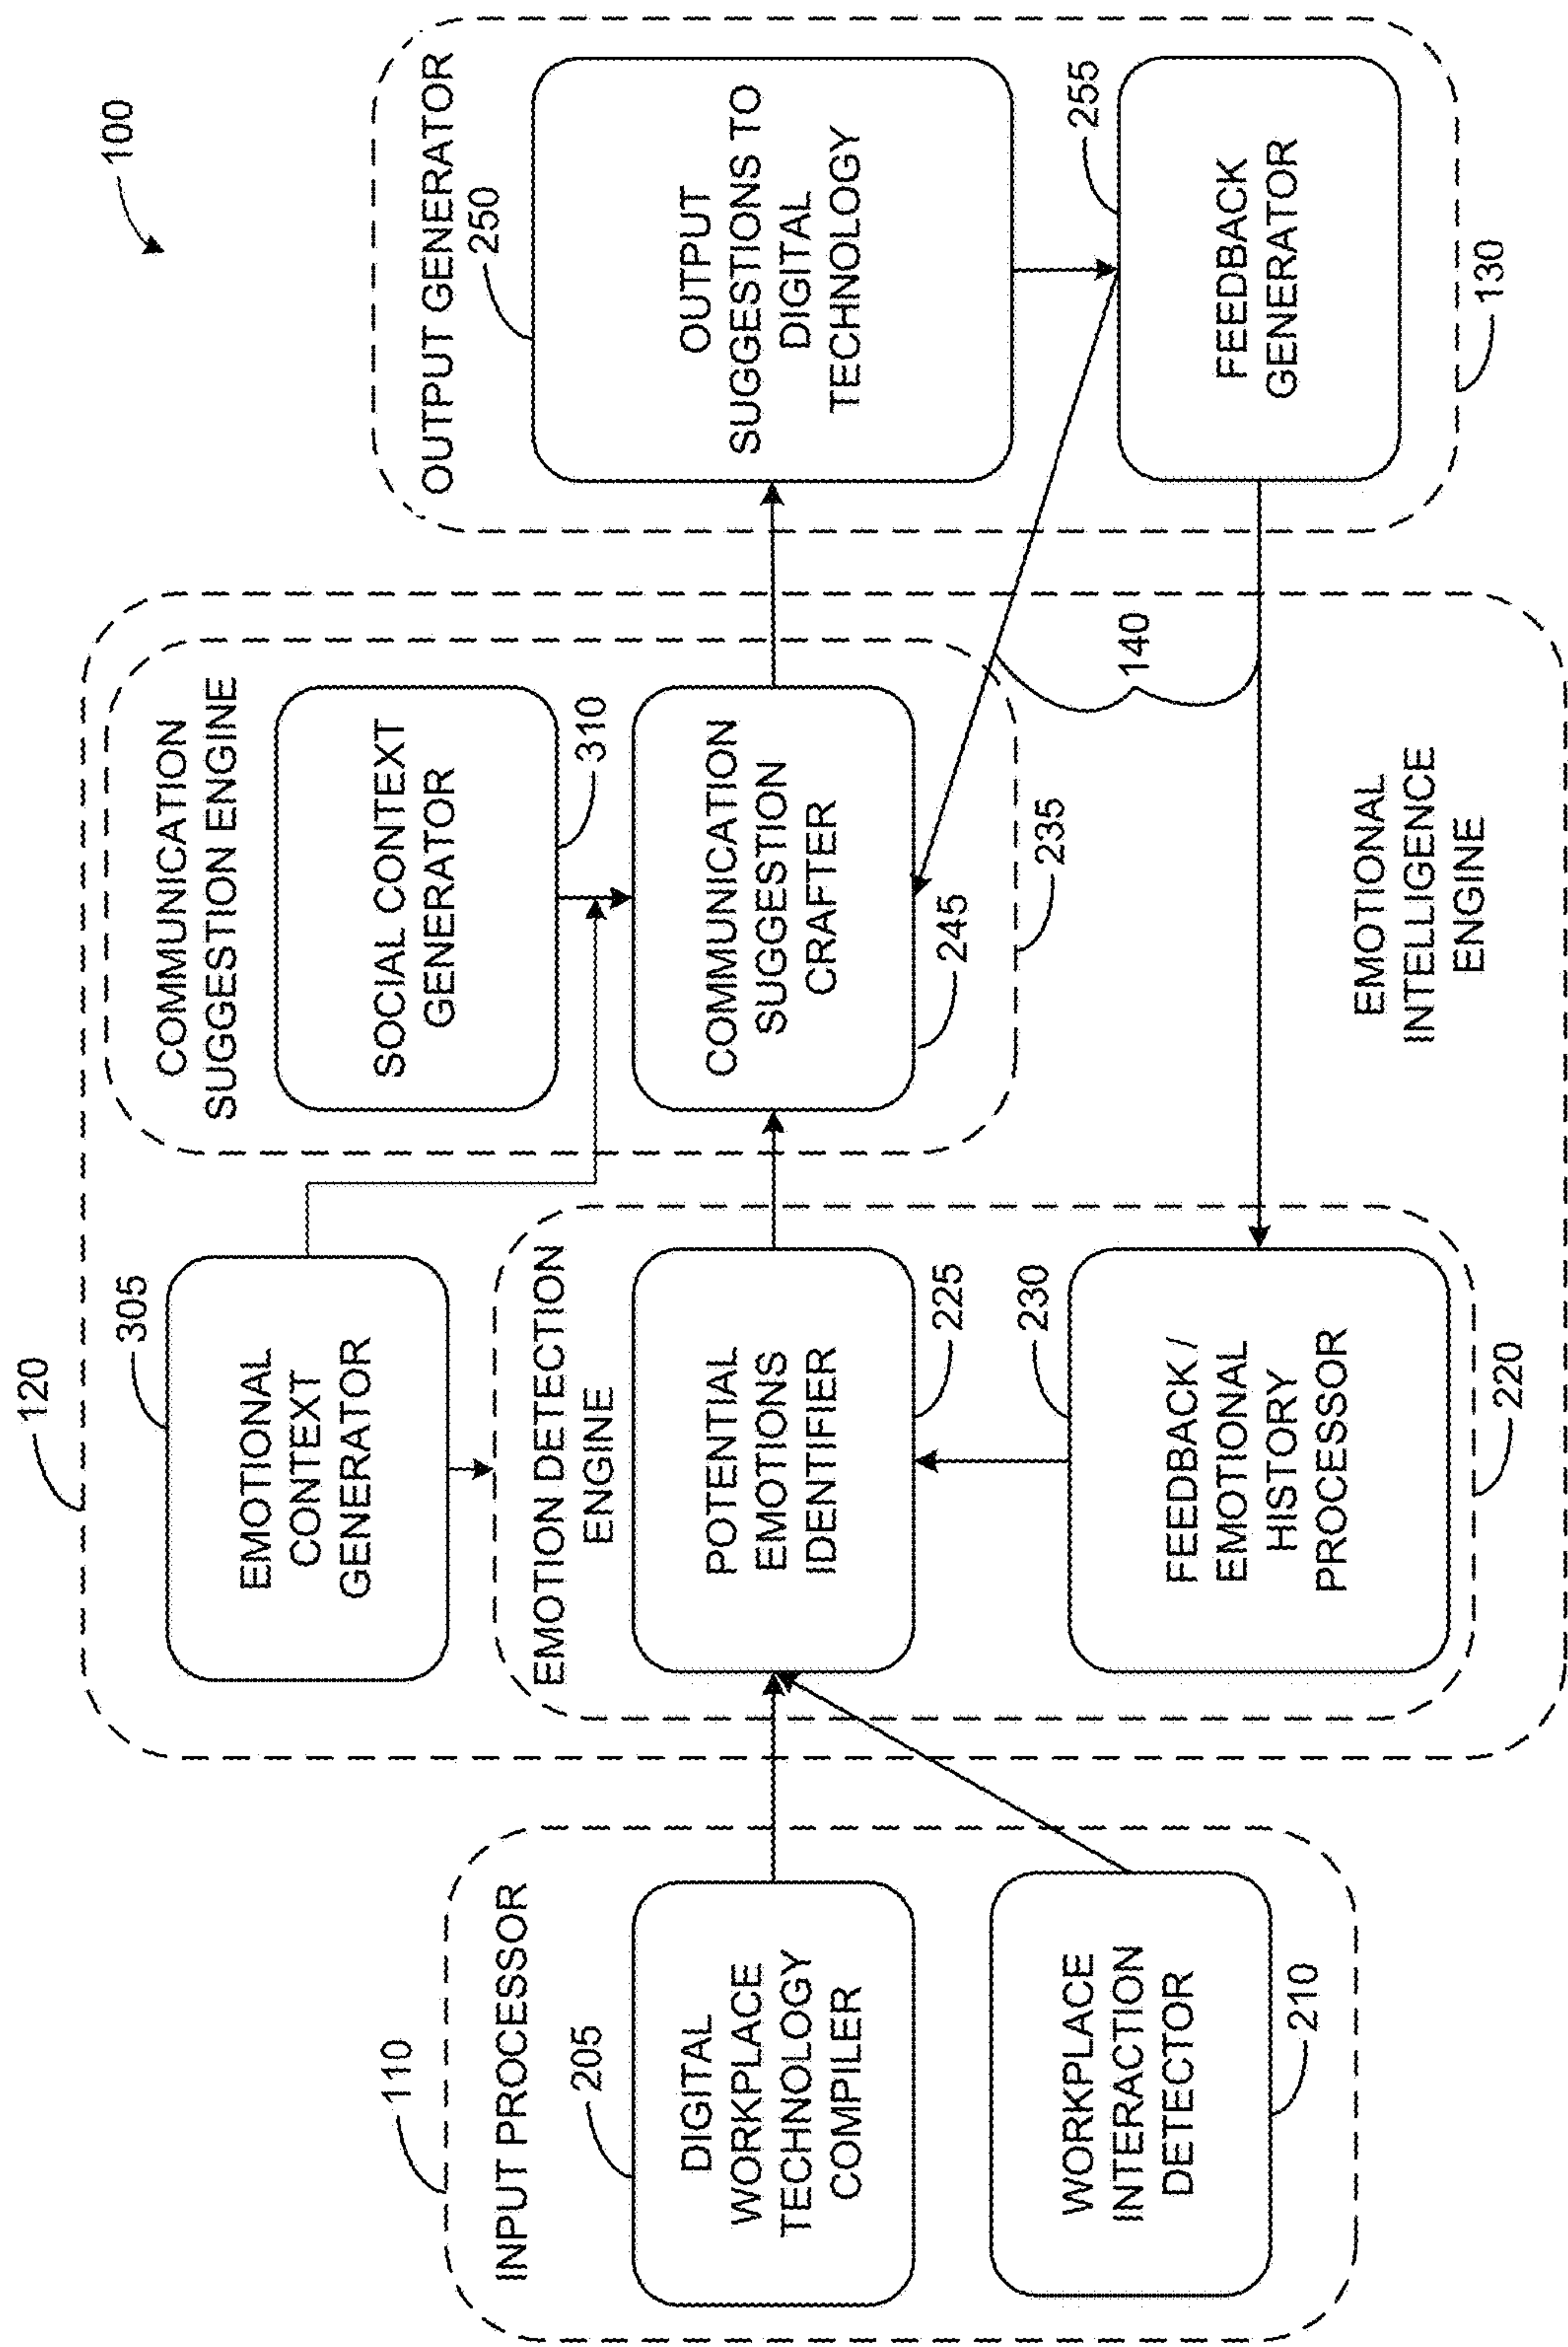 100
120
110
INPUT PROCESSOR
205
DIGITAL
WORKPLACE
TECHNOLOGY
COMPILER
WORKPLACE
INTERACTION
DETECTOR
210
305
EMOTIONAL
CONTEXT
GENERATOR
EMOTION DETECTION
ENGINE
POTENTIAL
EMOTIONS
IDENTIFIER
225
230
FEEDBACK /
EMOTIONAL
HISTORY
PROCESSOR
220
COMMUNICATION
SUGGESTION ENGINE
SOCIAL CONTEXT
GENERATOR
310
COMMUNICATION
SUGGESTION
CRAFTER
245
235
140
EMOTIONAL
INTELLIGENCE
ENGINE
OUTPUT GENERATOR
250
OUTPUT
SUGGESTIONS TO
DIGITAL
TECHNOLOGY
255
FEEDBACK
GENERATOR
130